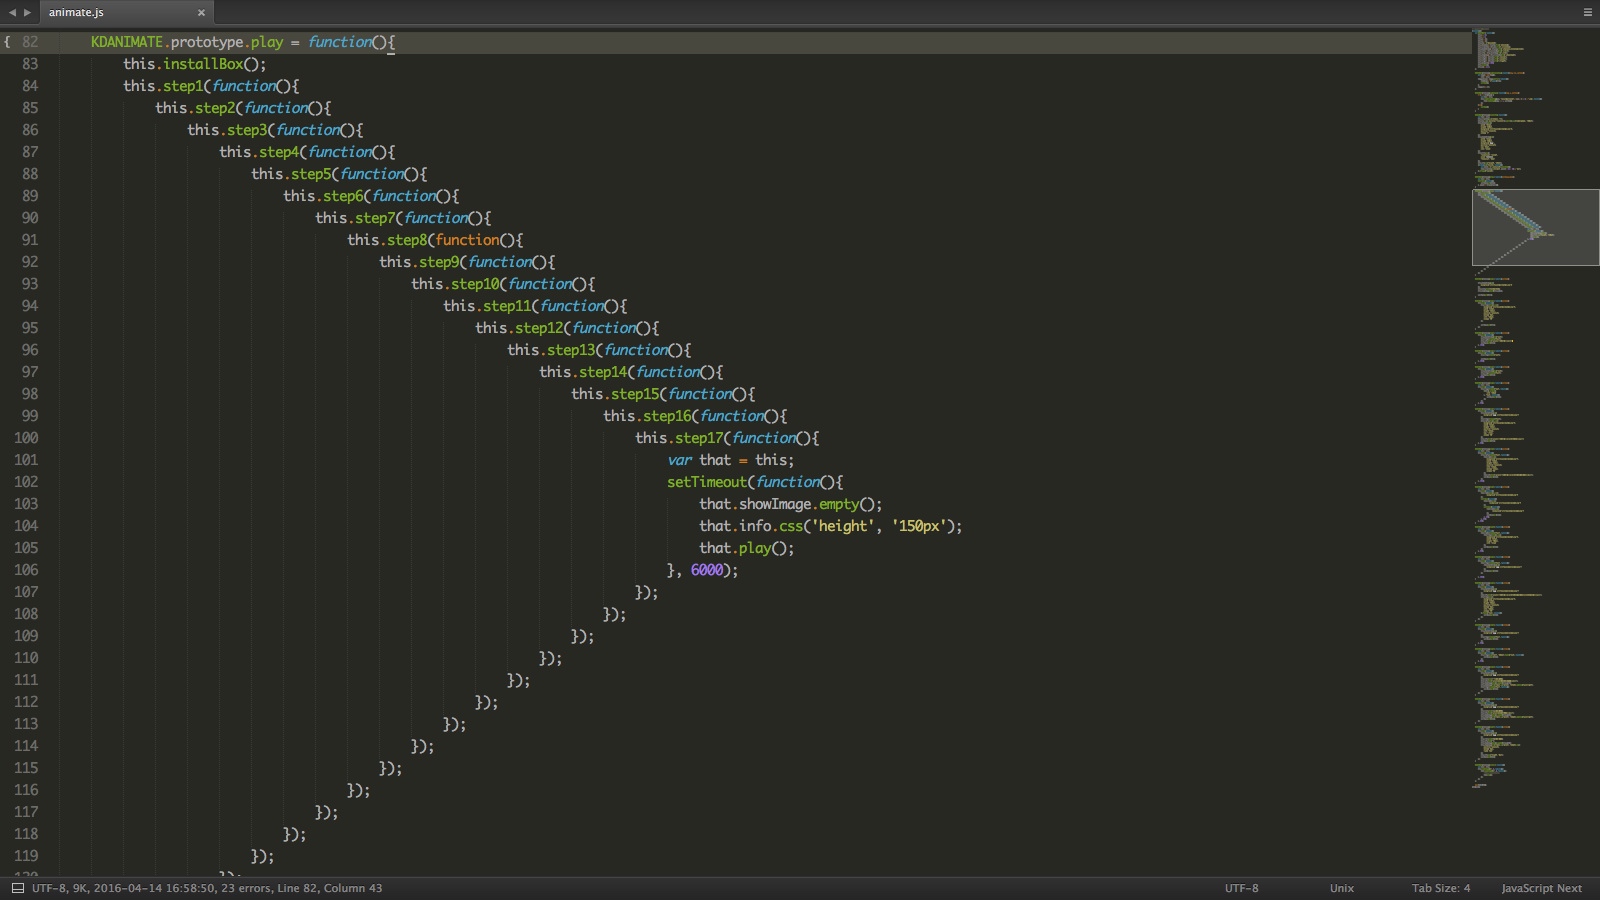 animate.js
{ 82 KDANIMATE.prototype.play = function(){
83 this.installBox();
84 this.step1(function(){
85 this.step2(function(){
86 this.step3(function(){
87 this.step4(function(){
88 this.step5(function(){
89 this.step6(function(){
90 this.step7(function(){
91 this.step8(function(){
92 this.step9(function(){
93 this.step10(function(){
94 this.step11(function(){
95 this.step12(function(){
96 this.step13(function(){
97 this.step14(function(){
98 this.step15(function(){
99 this.step16(function(){
100 this.step17(function(){
101 var that = this;
102 setTimeout(function(){
103 that.showImage.empty();
104 that.info.css('height', '150px');
105 that.play();
106 }, 6000);
107 });
108 });
109 });
110 });
111 });
112 });
113 });
114 });
115 });
116 });
117 });
118 });
119 });
UTF-8, 9K, 2016-04-14 16:58:50, 23 errors, Line 82, Column 43 UTF-8 Unix Tab Size: 4 JavaScript Next